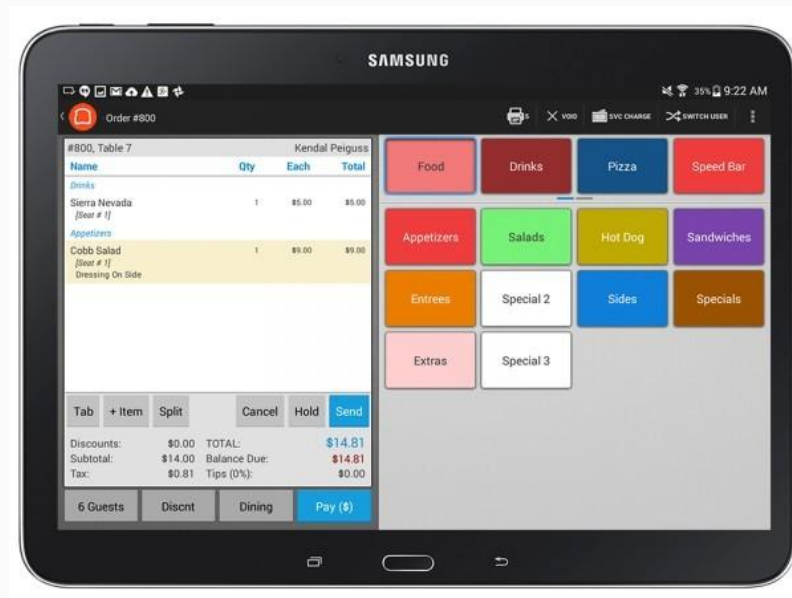 SAMSUNG
35% 9:22 AM
Order #800
VOID
SVC CHARGE
SWITCH USER
#800, Table 7 Kendal Peiguss
Name Qty Each Total
Drinks
Sierra Nevada 1 $5.00 $5.00
[Seat # 1]
Appetizers
Cobb Salad 1 $9.00 $9.00
[Seat # 1]
Dressing On Side
Tab + Item Split Cancel Hold Send
Discounts: $0.00 TOTAL: $14.81
Subtotal: $14.00 Balance Due: $14.81
Tax: $0.81 Tips (0%): $0.00
6 Guests Discnt Dining Pay ($)
Food Drinks Pizza Speed Bar
Appetizers Salads Hot Dog Sandwiches
Entrees Special 2 Sides Specials
Extras Special 3